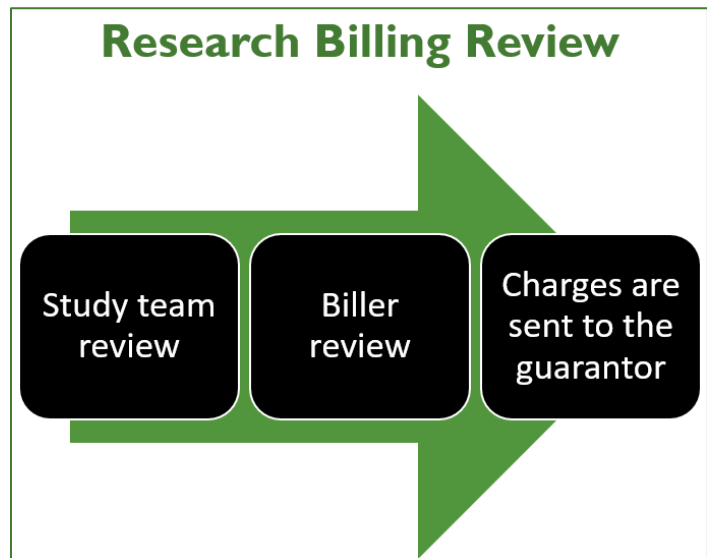 Research Billing Review
Study team
review
Biller
review
Charges are
sent to the
guarantor